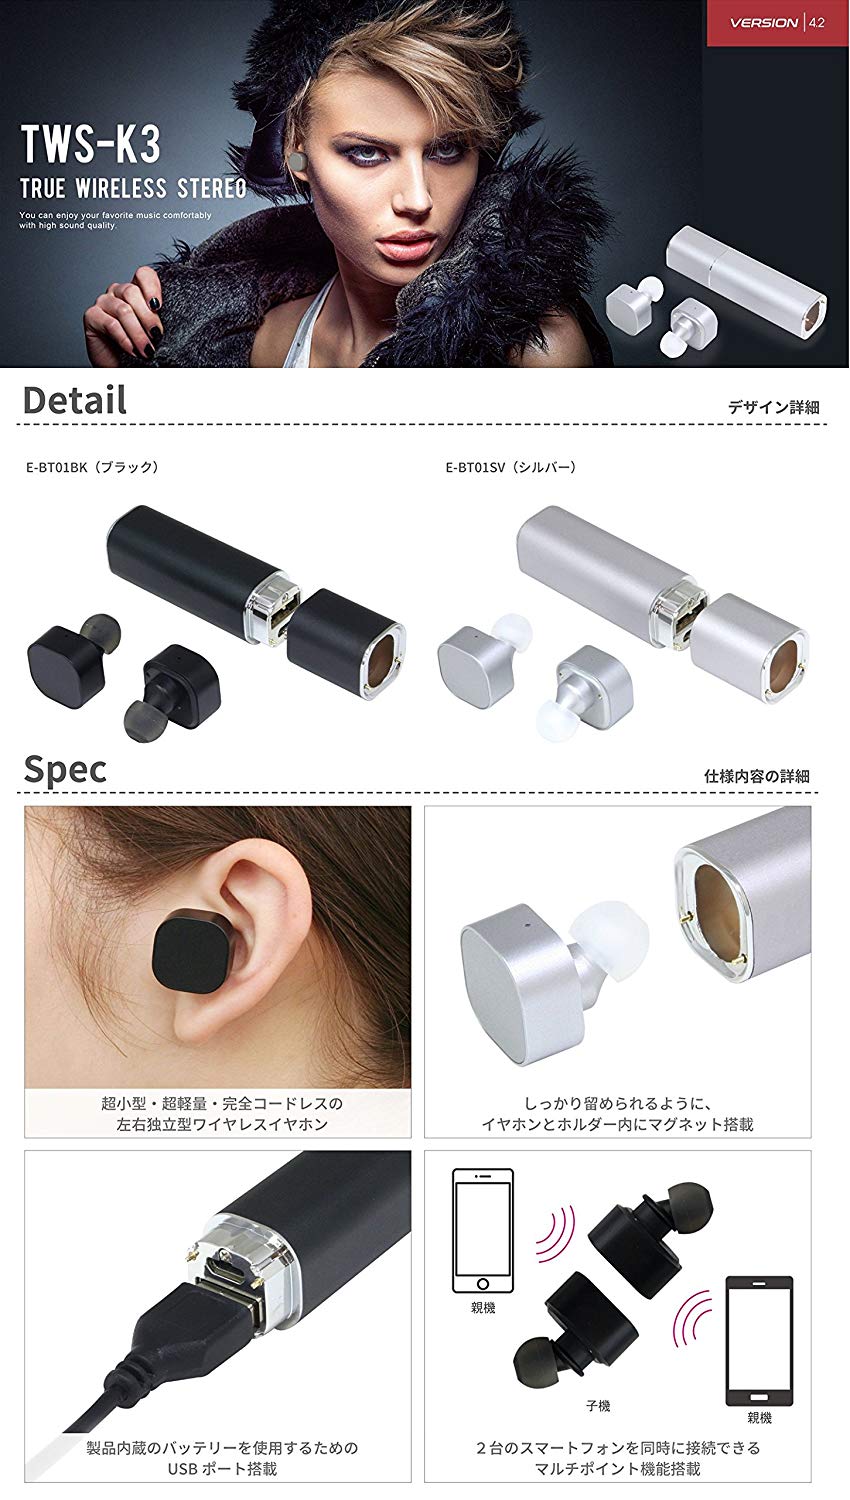 VERSION | 4.2
TWS-K3
TRUE WIRELESS STEREO
You can enjoy your favorite music comfortably
with high sound quality.
Detail
デザイン詳細
E-BT01BK（ブラック）
E-BT01SV（シルバー）
Spec
仕様内容の詳細
超小型・超軽量・完全コードレスの
左右独立型ワイヤレスイヤホン
しっかり留められるように、
イヤホンとホルダー内にマグネット搭載
親機
子機
親機
製品内蔵のバッテリーを使用するための
USB ポート搭載
２台のスマートフォンを同時に接続できる
マルチポイント機能搭載